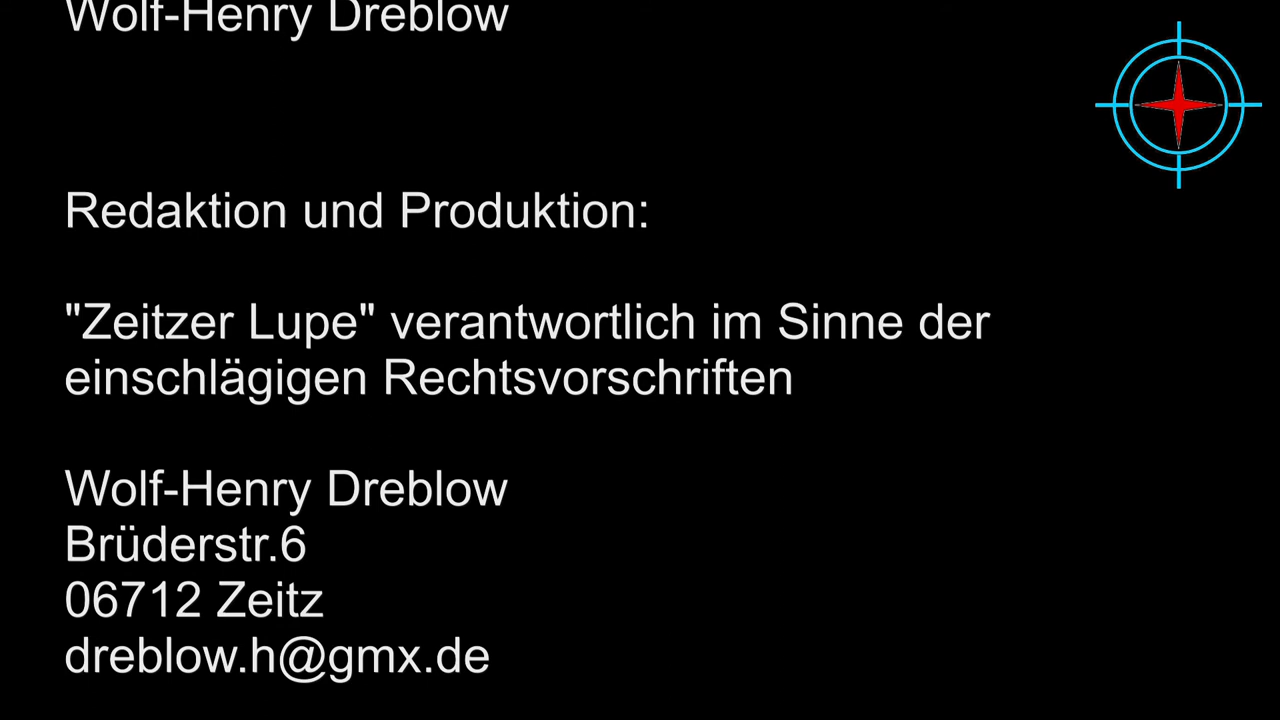 Wolf-Henry Dreblow
Redaktion und Produktion:
"Zeitzer Lupe" verantwortlich im Sinne der
einschlägigen Rechtsvorschriften
Wolf-Henry Dreblow
Brüderstr.6
06712 Zeitz
dreblow.h@gmx.de